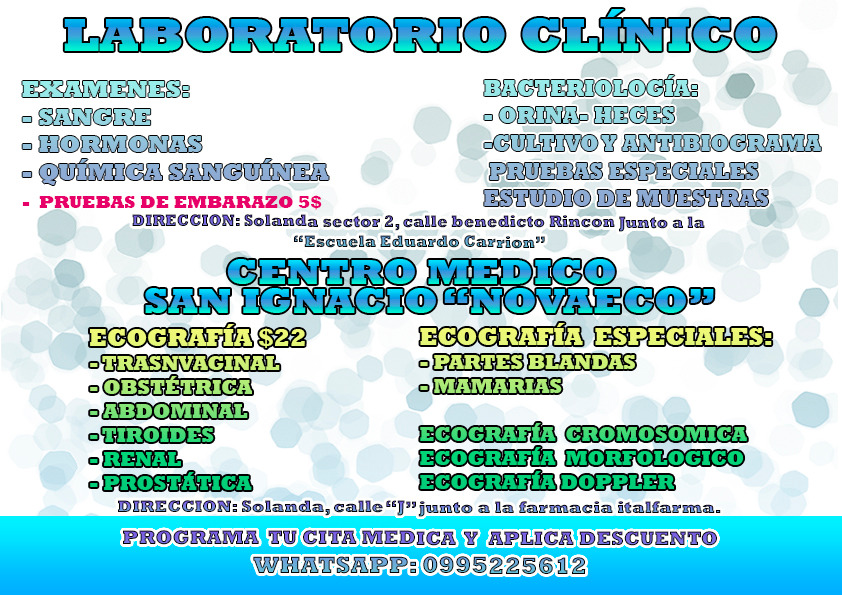 LABORATORIO CLÍNICO
EXAMENES:
- SANGRE
- HORMONAS
- QUÍMICA SANGUÍNEA
- PRUEBAS DE EMBARAZO 5$
BACTERIOLOGÍA:
- ORINA- HECES
-CULTIVO Y ANTIBIOGRAMA
PRUEBAS ESPECIALES
ESTUDIO DE MUESTRAS
DIRECCION: Solanda sector 2, calle benedicto Rincon Junto a la
“Escuela Eduardo Carrion”
CENTRO MEDICO
SAN IGNACIO “NOVAECO”
ECOGRAFÍA $22
- TRASNVAGINAL
- OBSTÉTRICA
- ABDOMINAL
- TIROIDES
- RENAL
- PROSTÁTICA
ECOGRAFÍA ESPECIALES:
- PARTES BLANDAS
- MAMARIAS
ECOGRAFÍA CROMOSOMICA
ECOGRAFÍA MORFOLOGICO
ECOGRAFÍA DOPPLER
DIRECCION: Solanda, calle “J” junto a la farmacia italfarma.
PROGRAMA TU CITA MEDICA Y APLICA DESCUENTO
WHATSAPP: 0995225612